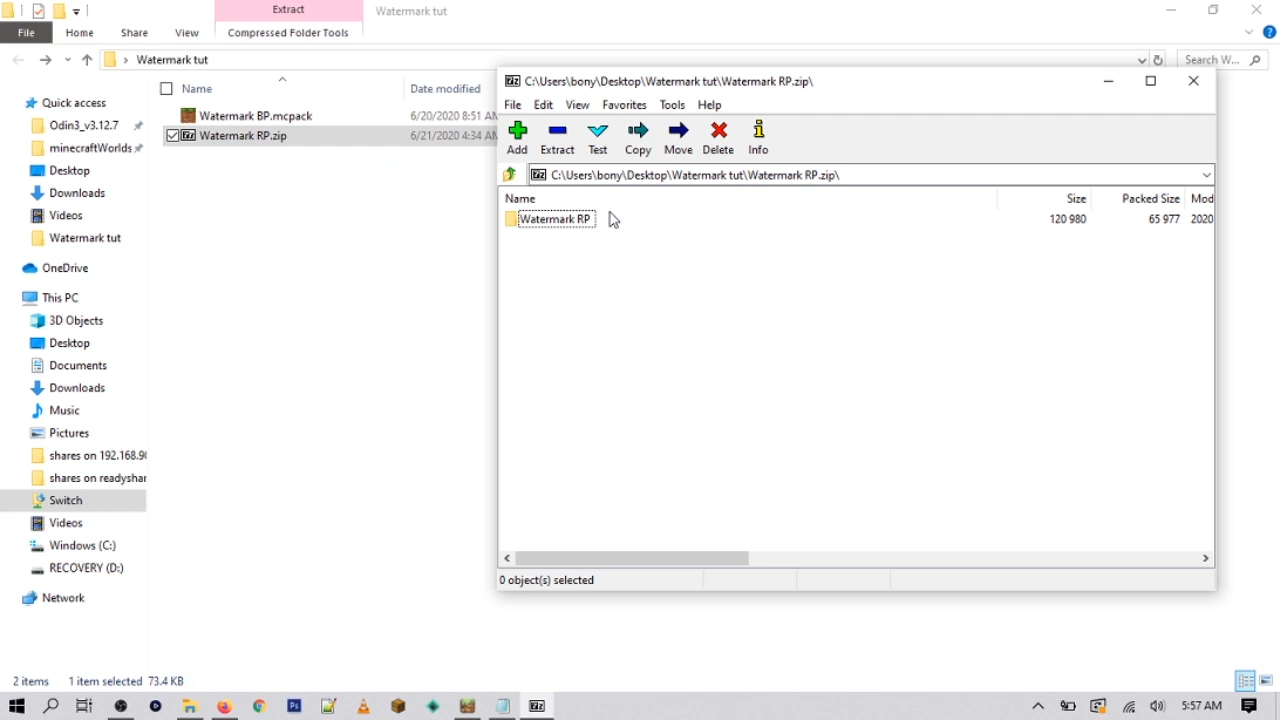 Extract
Watermark tut
File
Home
Share
View
Compressed Folder Tools
Watermark tut
Search W...
Name
Date modified
Watermark BP.mcpack
6/20/2020 8:51 AM
Watermark RP.zip
6/21/2020 4:34 AM
Quick access
Odin3_v3.12.7
minecraftWorlds
Desktop
Downloads
Videos
Watermark tut
OneDrive
This PC
3D Objects
Desktop
Documents
Downloads
Music
Pictures
shares on 192.168.90
shares on readyshar
Switch
Videos
Windows (C:)
RECOVERY (D:)
Network
2 items
1 item selected 73.4 KB
C:\Users\bony\Desktop\Watermark tut\Watermark RP.zip\
File Edit View Favorites Tools Help
Add Extract Test Copy Move Delete Info
C:\Users\bony\Desktop\Watermark tut\Watermark RP.zip\
Name Size Packed Size Mod
Watermark RP 120 980 65 977 2020
0 object(s) selected
5:57 AM